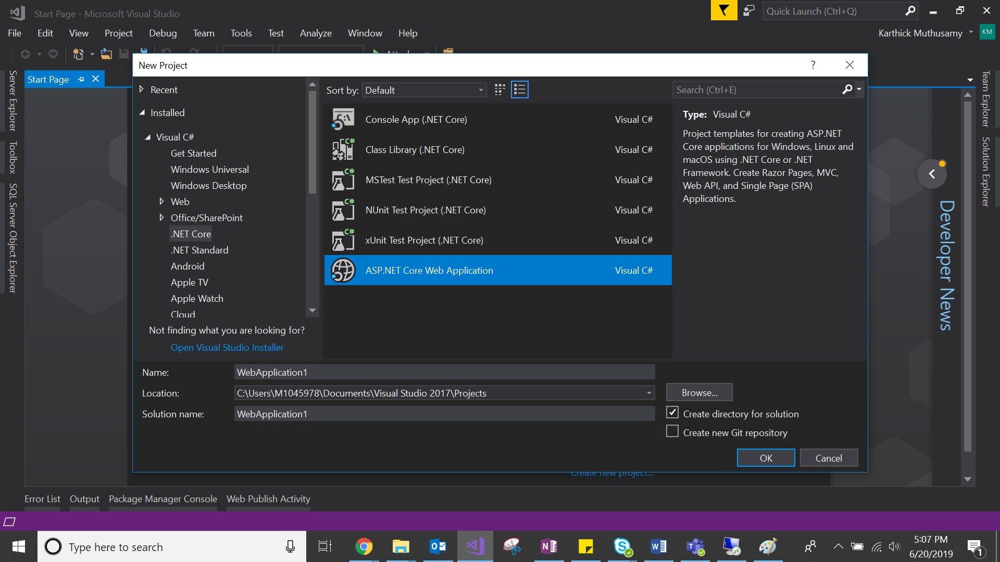 Start Page - Microsoft Visual Studio
Quick Launch (Ctrl+Q)
File Edit View Project Debug Team Tools Test Analyze Window Help
Karthick Muthusamy
KM
Start Page
Server Explorer
Toolbox
SQL Server Object Explorer
New Project
?
Recent
Installed
Visual C#
Get Started
Windows Universal
Windows Desktop
Web
Office/SharePoint
.NET Core
.NET Standard
Android
Apple TV
Apple Watch
Cloud
Not finding what you are looking for?
Open Visual Studio Installer
Sort by: Default
Console App (.NET Core) Visual C#
Class Library (.NET Core) Visual C#
MSTest Test Project (.NET Core) Visual C#
NUnit Test Project (.NET Core) Visual C#
xUnit Test Project (.NET Core) Visual C#
ASP.NET Core Web Application Visual C#
Search (Ctrl+E)
Type: Visual C#
Project templates for creating ASP.NET
Core applications for Windows, Linux and
macOS using .NET Core or .NET
Framework. Create Razor Pages, MVC,
Web API, and Single Page (SPA)
Applications.
Name: WebApplication1
Location: C:\Users\M1045978\Documents\Visual Studio 2017\Projects
Browse...
Solution name: WebApplication1
Create directory for solution
Create new Git repository
OK Cancel
Create new project...
Team Explorer
Solution Explorer
Developer News
Error List Output Package Manager Console Web Publish Activity
Type here to search
5:07 PM
6/20/2019
1